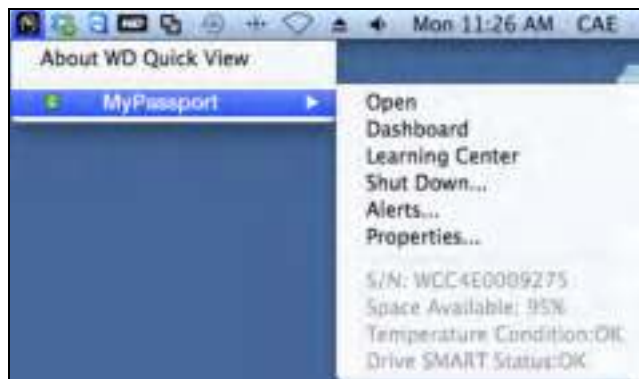 Mon 11:26 AM CAE
About WD Quick View
MyPassport
Open
Dashboard
Learning Center
Shut Down...
Alerts...
Properties...
S/N: WCC4E0009275
Space Available: 95%
Temperature Condition:OK
Drive SMART Status:OK